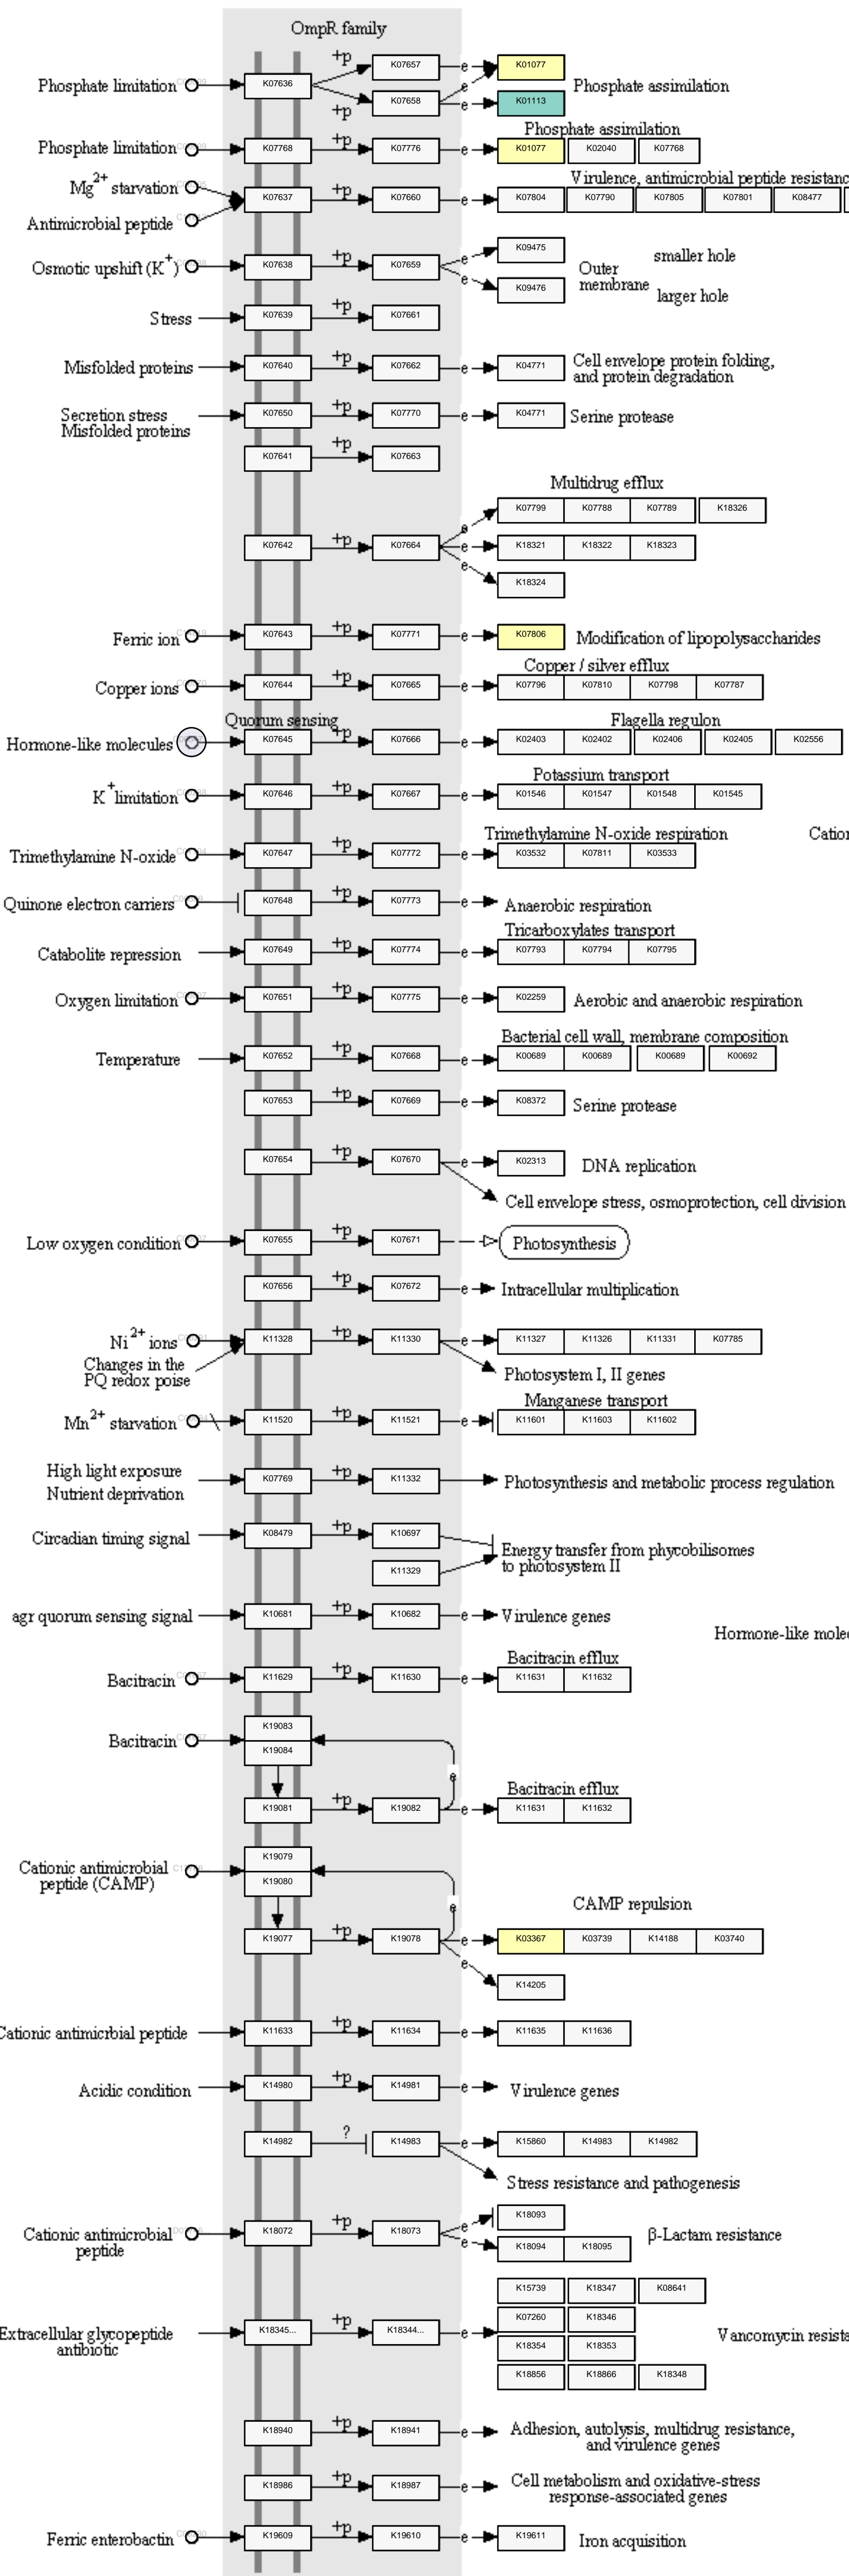 OmpR family
+p K07657 e K01077
Phosphate limitation K07636 Phosphate assimilation
+p K07658 e K01113
Phosphate assimilation
Phosphate limitation K07768 +p K07776 e K01077 K02040 K07768
Mg2+ starvation Virulence, antimicrobial peptide resistanc
K07637 +p K07660 e K07804 K07790 K07805 K07801 K08477
Antimicrobial peptide
e K09475 smaller hole
Osmotic upshift (K+) K07638 +p K07659 Outer
membrane
e K09476 larger hole
Stress K07639 +p K07661
Misfolded proteins K07640 +p K07662 e K04771 Cell envelope protein folding,
and protein degradation
Secretion stress K07650 +p K07770 e K04771 Serine protease
Misfolded proteins
K07641 +p K07663
Multidrug efflux
e K07799 K07788 K07789 K18326
K07642 +p K07664 e K18321 K18322 K18323
e K18324
Ferric ion K07643 +p K07771 e K07806 Modification of lipopolysaccharides
Copper / silver efflux
Copper ions K07644 +p K07665 e K07796 K07810 K07798 K07787
Quorum sensing Flagella regulon
Hormone-like molecules K07645 +p K07666 e K02403 K02402 K02406 K02405 K02556
Potassium transport
K+ limitation K07646 +p K07667 e K01546 K01547 K01548 K01545
Trimethylamine N-oxide respiration Cation
Trimethylamine N-oxide K07647 +p K07772 e K03532 K07811 K03533
Quinone electron carriers K07648 +p K07773 e Anaerobic respiration
Tricarboxylates transport
Catabolite repression K07649 +p K07774 e K07793 K07794 K07795
Oxygen limitation K07651 +p K07775 e K02259 Aerobic and anaerobic respiration
Bacterial cell wall, membrane composition
Temperature K07652 +p K07668 e K00689 K00689 K00689 K00692
K07653 +p K07669 e K08372 Serine protease
K07654 +p K07670 e K02313 DNA replication
Cell envelope stress, osmoprotection, cell division
Low oxygen condition K07655 +p K07671 Photosynthesis
K07656 +p K07672 e Intracellular multiplication
Ni2+ ions K11328 +p K11330 e K11327 K11326 K11331 K07785
Changes in the
PQ redox poise Photosystem I, II genes
Manganese transport
Mn2+ starvation K11520 +p K11521 e K11601 K11603 K11602
High light exposure
Nutrient deprivation K07769 +p K11332 Photosynthesis and metabolic process regulation
Circadian timing signal K08479 +p K10697
Energy transfer from phycobilisomes
to photosystem II
K11329
agr quorum sensing signal K10681 +p K10682 e Virulence genes
Hormone-like molec
Bacitracin efflux
Bacitracin K11629 +p K11630 e K11631 K11632
K19083
Bacitracin
K19084
e
Bacitracin efflux
K19081 +p K19082 e K11631 K11632
K19079
Cationic antimicrobial
peptide (CAMP)
K19080
e
CAMP repulsion
K19077 +p K19078 e K03367 K03739 K14188 K03740
e K14205
Cationic antimicrbial peptide K11633 +p K11634 e K11635 K11636
Acidic condition K14980 +p K14981 e Virulence genes
K14982 ? K14983 e K15860 K14983 K14982
Stress resistance and pathogenesis
e K18093
Cationic antimicrobial
peptide K18072 +p K18073 β-Lactam resistance
e K18094 K18095
K15739 K18347 K08641
K07260 K18346
Extracellular glycopeptide
antibiotic K18345... +p K18344... e Vancomycin resista
K18354 K18353
K18856 K18866 K18348
K18940 +p K18941 e Adhesion, autolysis, multidrug resistance,
and virulence genes
K18986 +p K18987 e Cell metabolism and oxidative-stress
response-associated genes
Ferric enterobactin K19609 +p K19610 e K19611 Iron acquisition